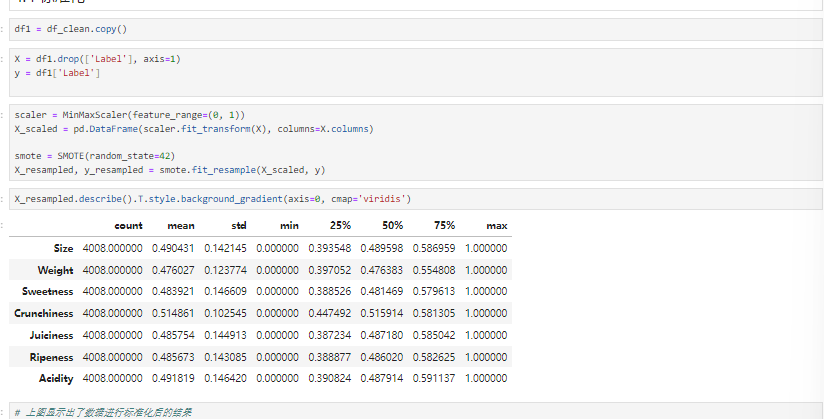 df1 = df_clean.copy()
X = df1.drop(['Label'], axis=1)
y = df1['Label']
scaler = MinMaxScaler(feature_range=(0, 1))
X_scaled = pd.DataFrame(scaler.fit_transform(X), columns=X.columns)
smote = SMOTE(random_state=42)
X_resampled, y_resampled = smote.fit_resample(X_scaled, y)
X_resampled.describe().T.style.background_gradient(axis=0, cmap='viridis')
count mean std min 25% 50% 75% max
Size 4008.000000 0.490431 0.142145 0.000000 0.393548 0.489598 0.586959 1.000000
Weight 4008.000000 0.476027 0.123774 0.000000 0.397052 0.476383 0.554808 1.000000
Sweetness 4008.000000 0.483921 0.146609 0.000000 0.388526 0.481469 0.579613 1.000000
Crunchiness 4008.000000 0.514861 0.102545 0.000000 0.447492 0.515914 0.581305 1.000000
Juiciness 4008.000000 0.485754 0.144913 0.000000 0.387234 0.487180 0.585042 1.000000
Ripeness 4008.000000 0.485673 0.143085 0.000000 0.388877 0.486020 0.582625 1.000000
Acidity 4008.000000 0.491819 0.146420 0.000000 0.390824 0.487914 0.591137 1.000000
# 上图显示出了数据进行标准化后的结果